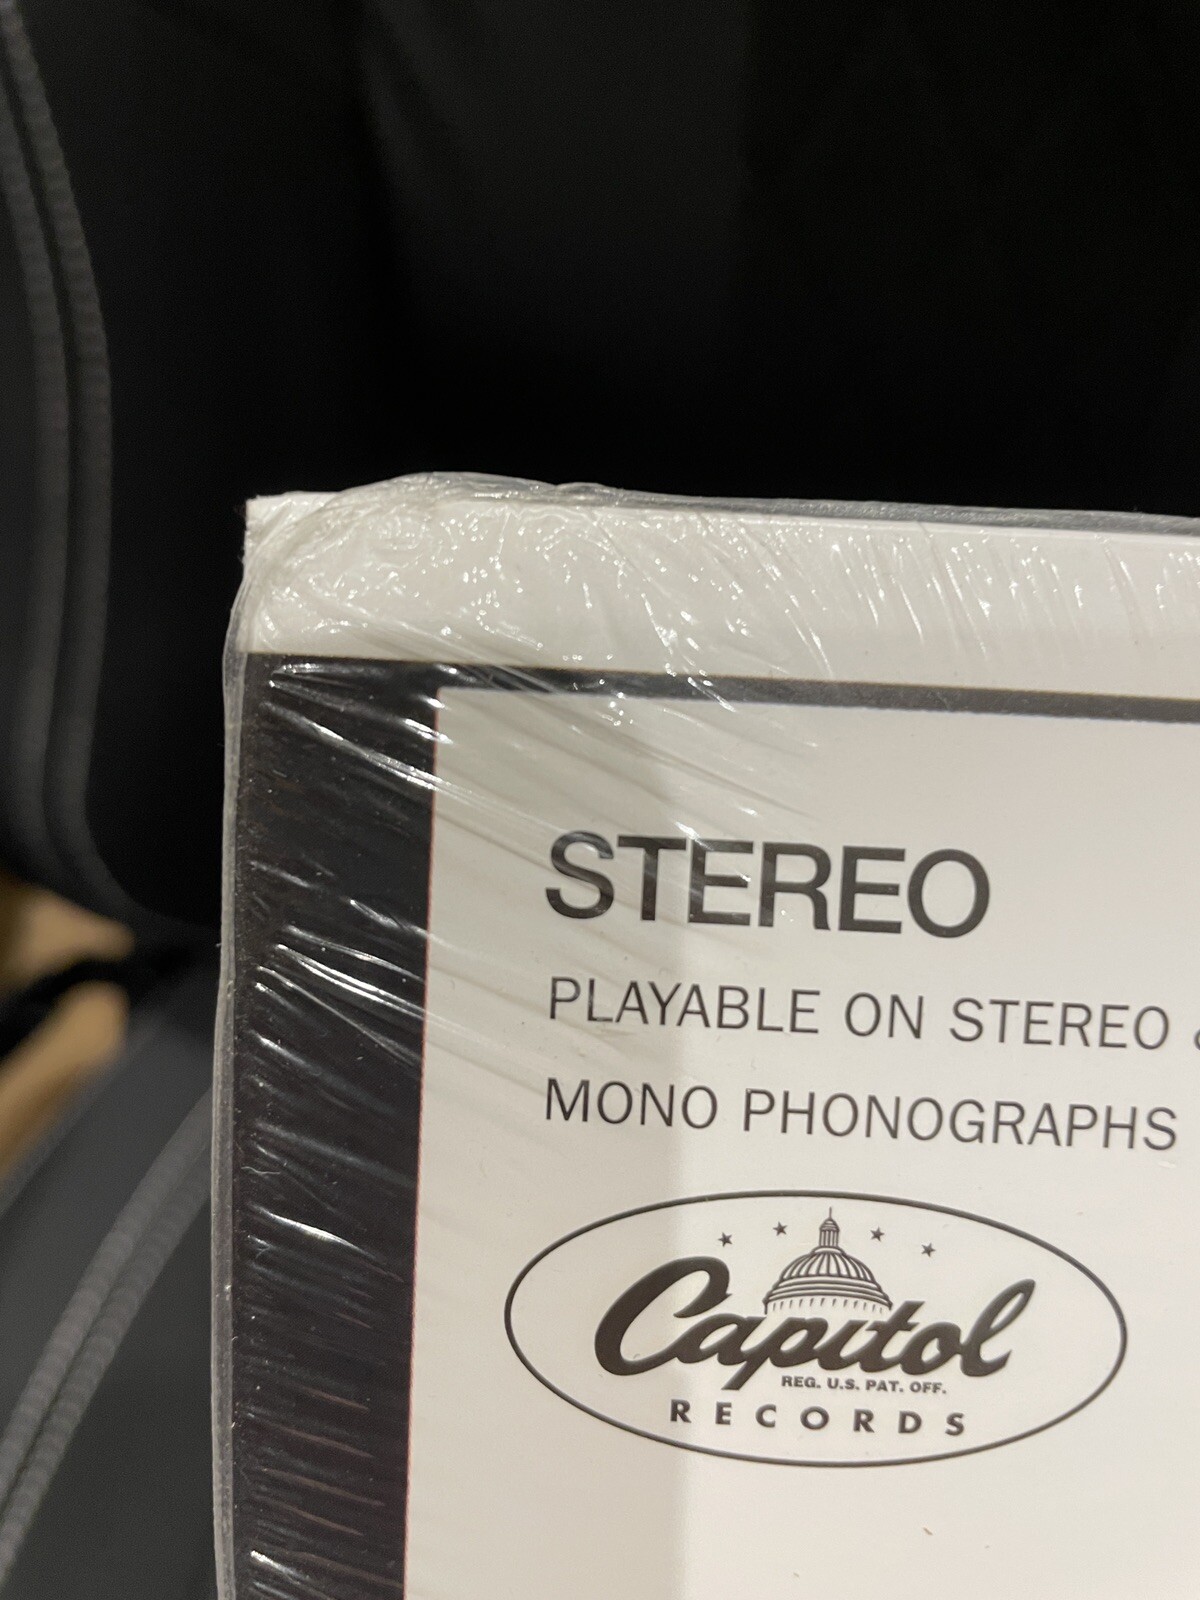 STEREO
PLAYABLE ON STEREO
MONO PHONOGRAPHS
Capitol
REG. U.S. PAT. OFF.
RECORDS